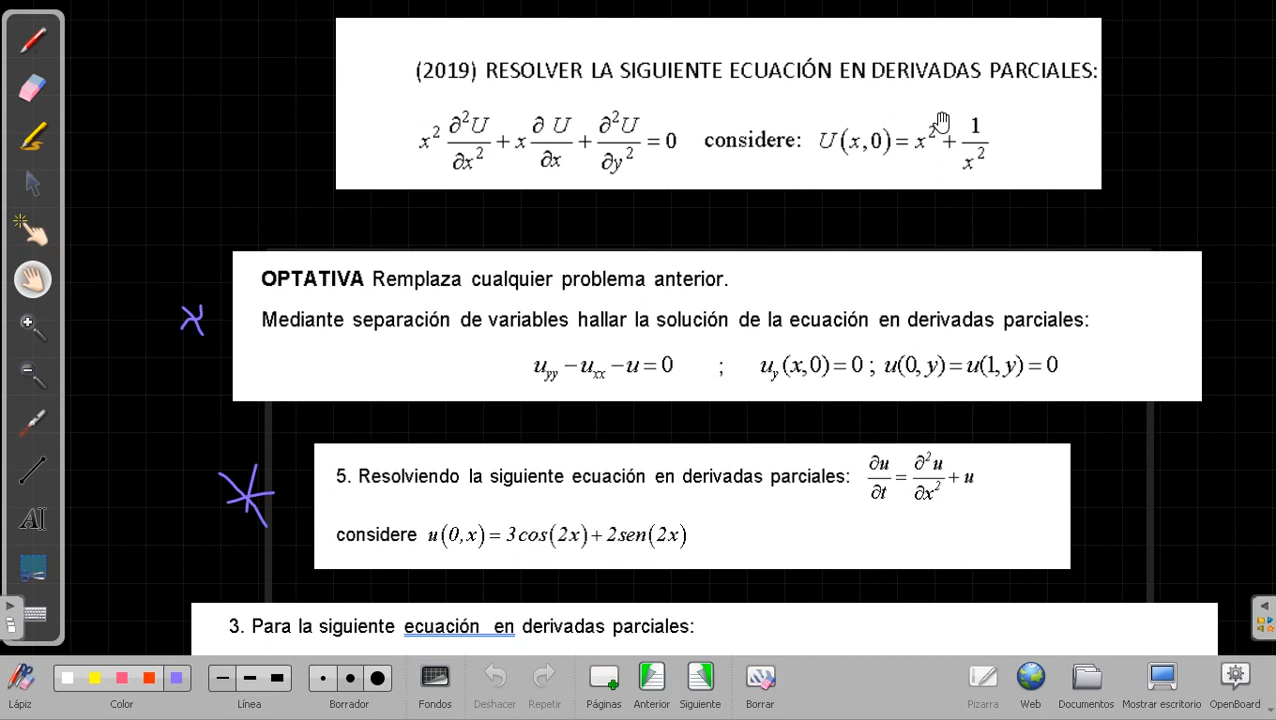 (2019) RESOLVER LA SIGUIENTE ECUACIÓN EN DERIVADAS PARCIALES:
x² ∂²U/∂x² + x ∂U/∂x + ∂²U/∂y² = 0 considere: U(x,0) = x² + 1/x²
OPTATIVA Remplaza cualquier problema anterior.
Mediante separación de variables hallar la solución de la ecuación en derivadas parciales:
u_yy − u_xx − u = 0 ; u_y(x,0) = 0 ; u(0,y) = u(1,y) = 0
5. Resolviendo la siguiente ecuación en derivadas parciales: ∂u/∂t = ∂²u/∂x² + u
considere u(0,x) = 3cos(2x) + 2sen(2x)
3. Para la siguiente ecuación en derivadas parciales:
Lápiz Color Línea Borrador Fondos Deshacer Repetir Páginas Anterior Siguiente Borrar Pizarra Web Documentos Mostrar escritorio OpenBoard